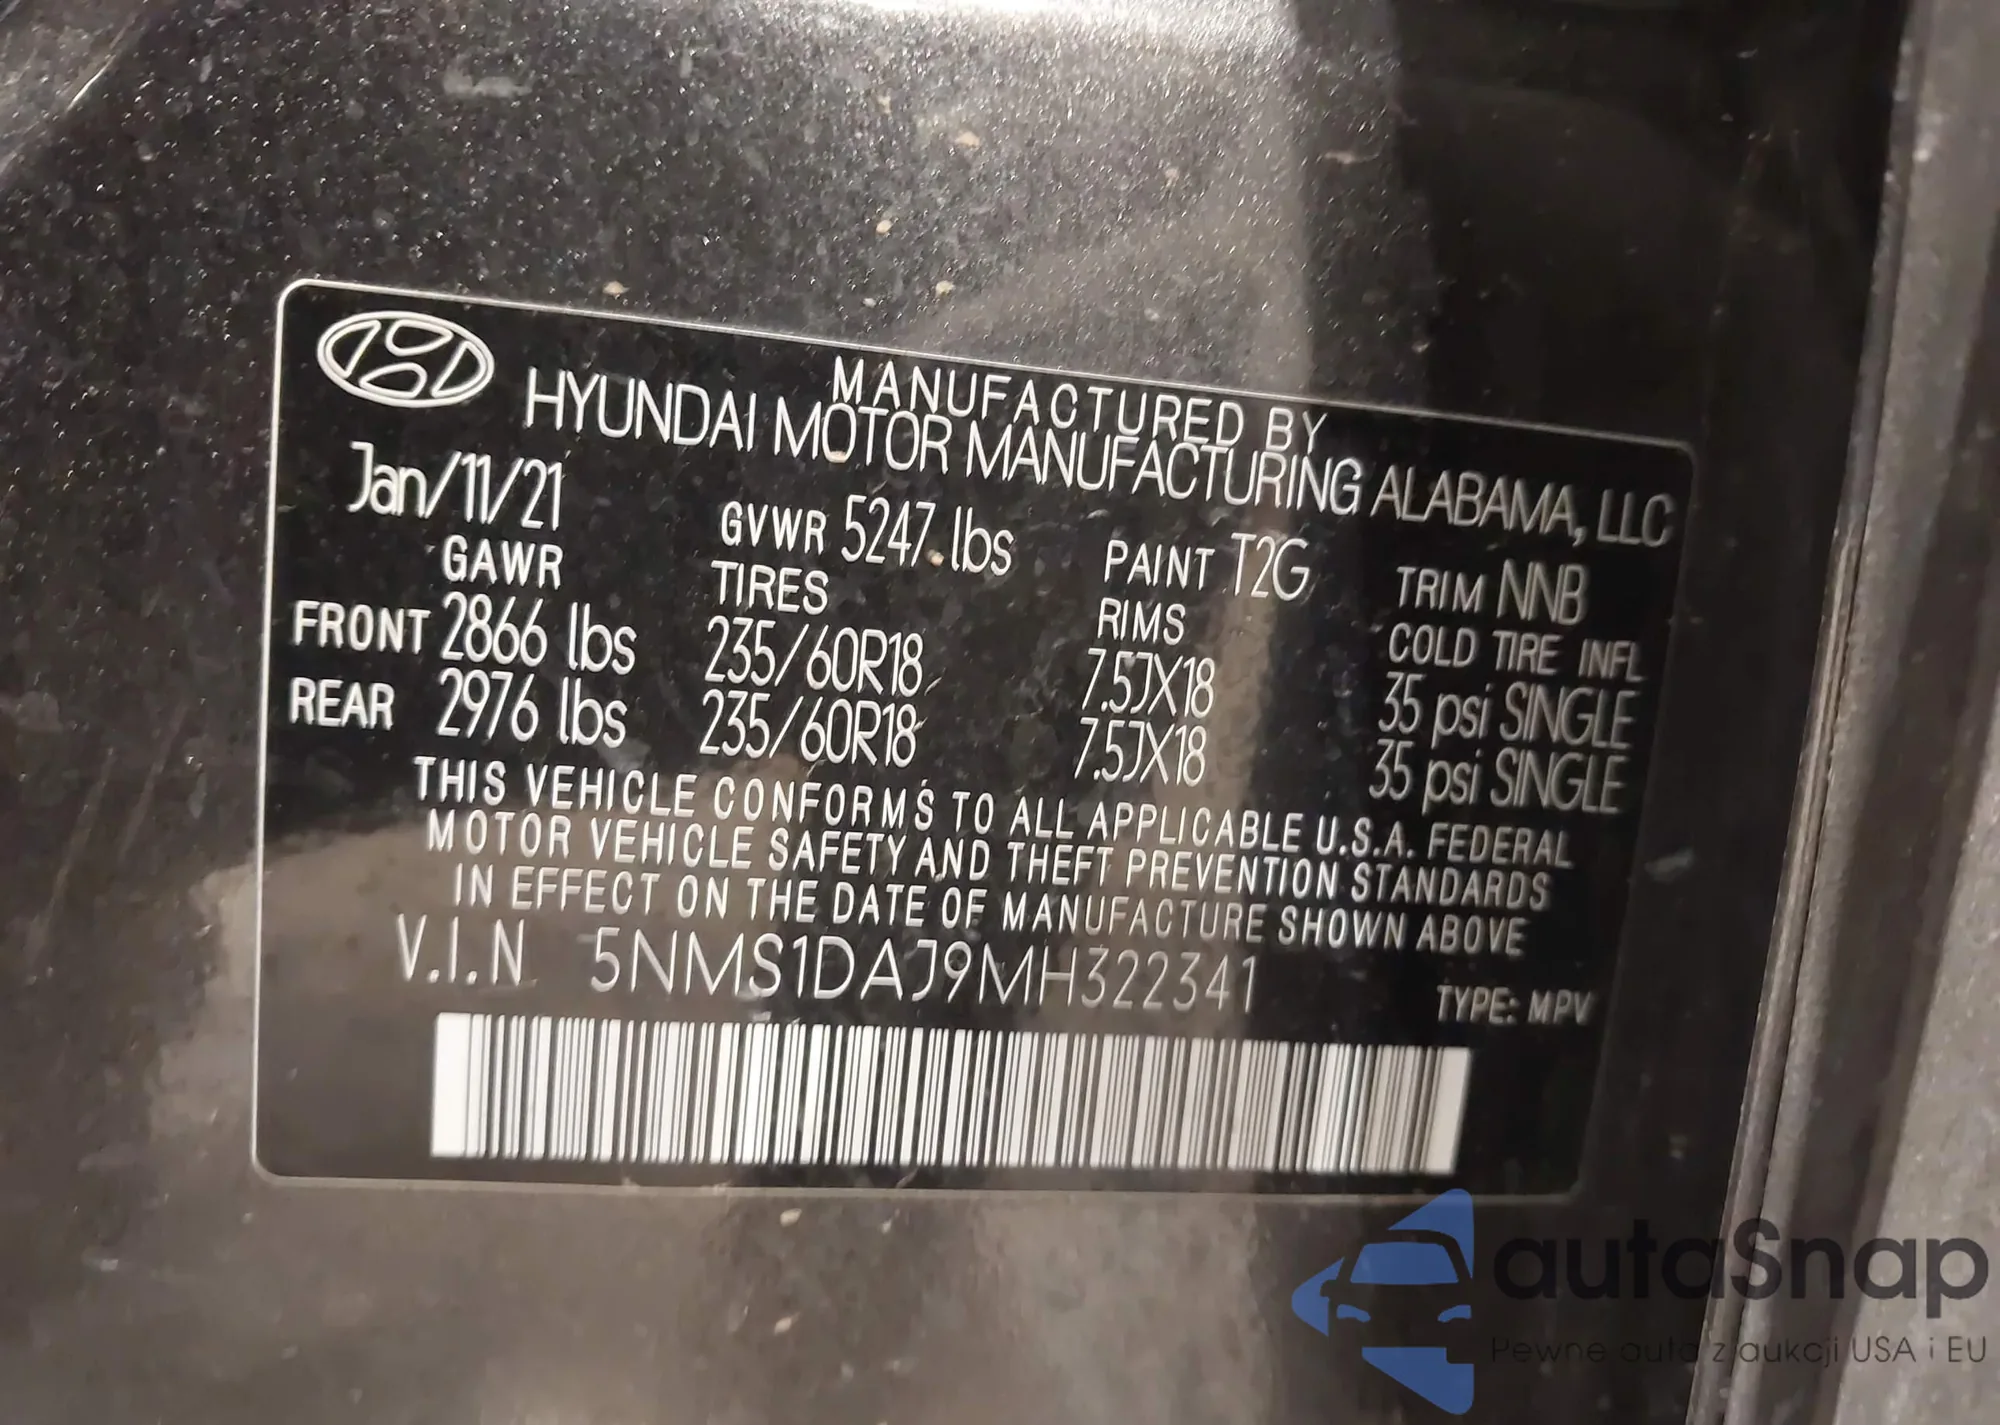 MANUFACTURED BY
HYUNDAI MOTOR MANUFACTURING ALABAMA, LLC
Jan/11/21 GVWR 5247 lbs PAINT T2G TRIM NNB
GAWR TIRES RIMS COLD TIRE INFL
FRONT 2866 lbs 235/60R18 7.5JX18 35 psi SINGLE
REAR 2976 lbs 235/60R18 7.5JX18 35 psi SINGLE
THIS VEHICLE CONFORMS TO ALL APPLICABLE U.S.A. FEDERAL
MOTOR VEHICLE SAFETY AND THEFT PREVENTION STANDARDS
IN EFFECT ON THE DATE OF MANUFACTURE SHOWN ABOVE
V.I.N 5NMS1DAJ9MH322341
TYPE: MPV
autaSnap
Pewne auta z aukcji USA i EU